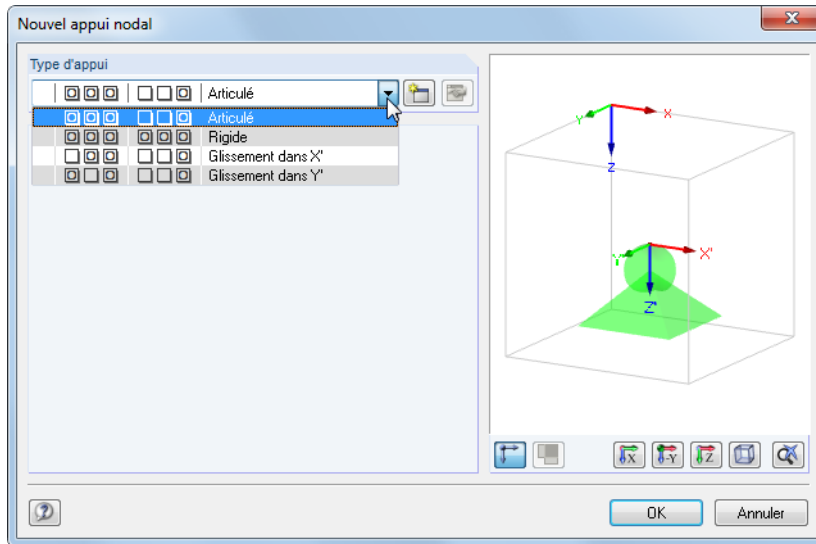 Nouvel appui nodal
Type d'appui
Articulé
Articulé
Rigide
Glissement dans X'
Glissement dans Y'
Y X
Z
Y' X'
Z'
X -Y Z
OK Annuler